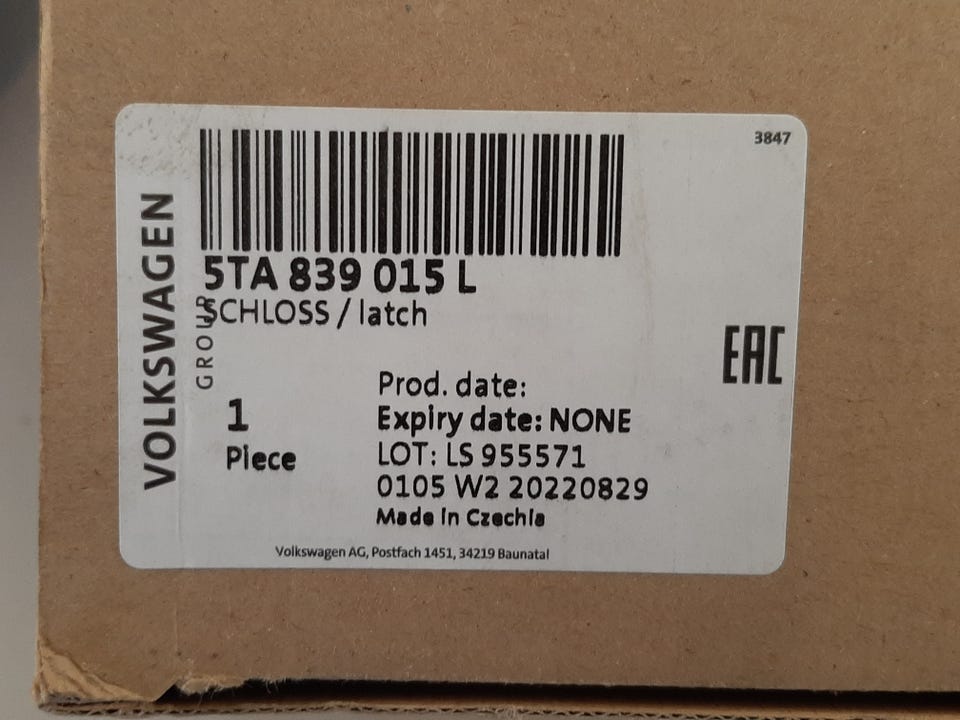 3847
VOLKSWAGEN
GROUP
5TA 839 015 L
SCHLOSS / latch
1
Piece
Prod. date:
Expiry date: NONE
LOT: LS 955571
0105 W2 20220829
Made in Czechia
EAC
Volkswagen AG, Postfach 1451, 34219 Baunatal